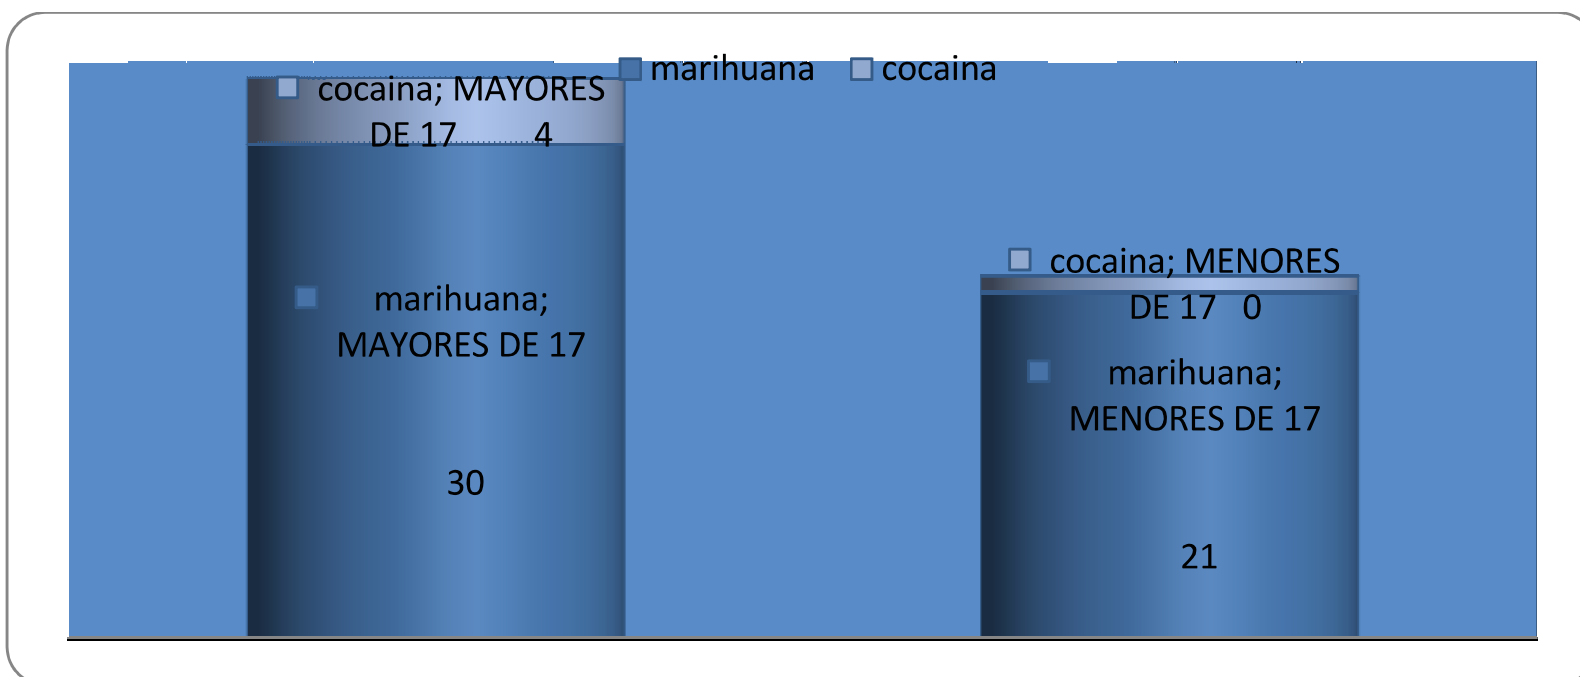 marihuana cocaina
cocaina; MAYORES
DE 17 4
marihuana;
MAYORES DE 17
30
cocaina; MENORES
DE 17 0
marihuana;
MENORES DE 17
21